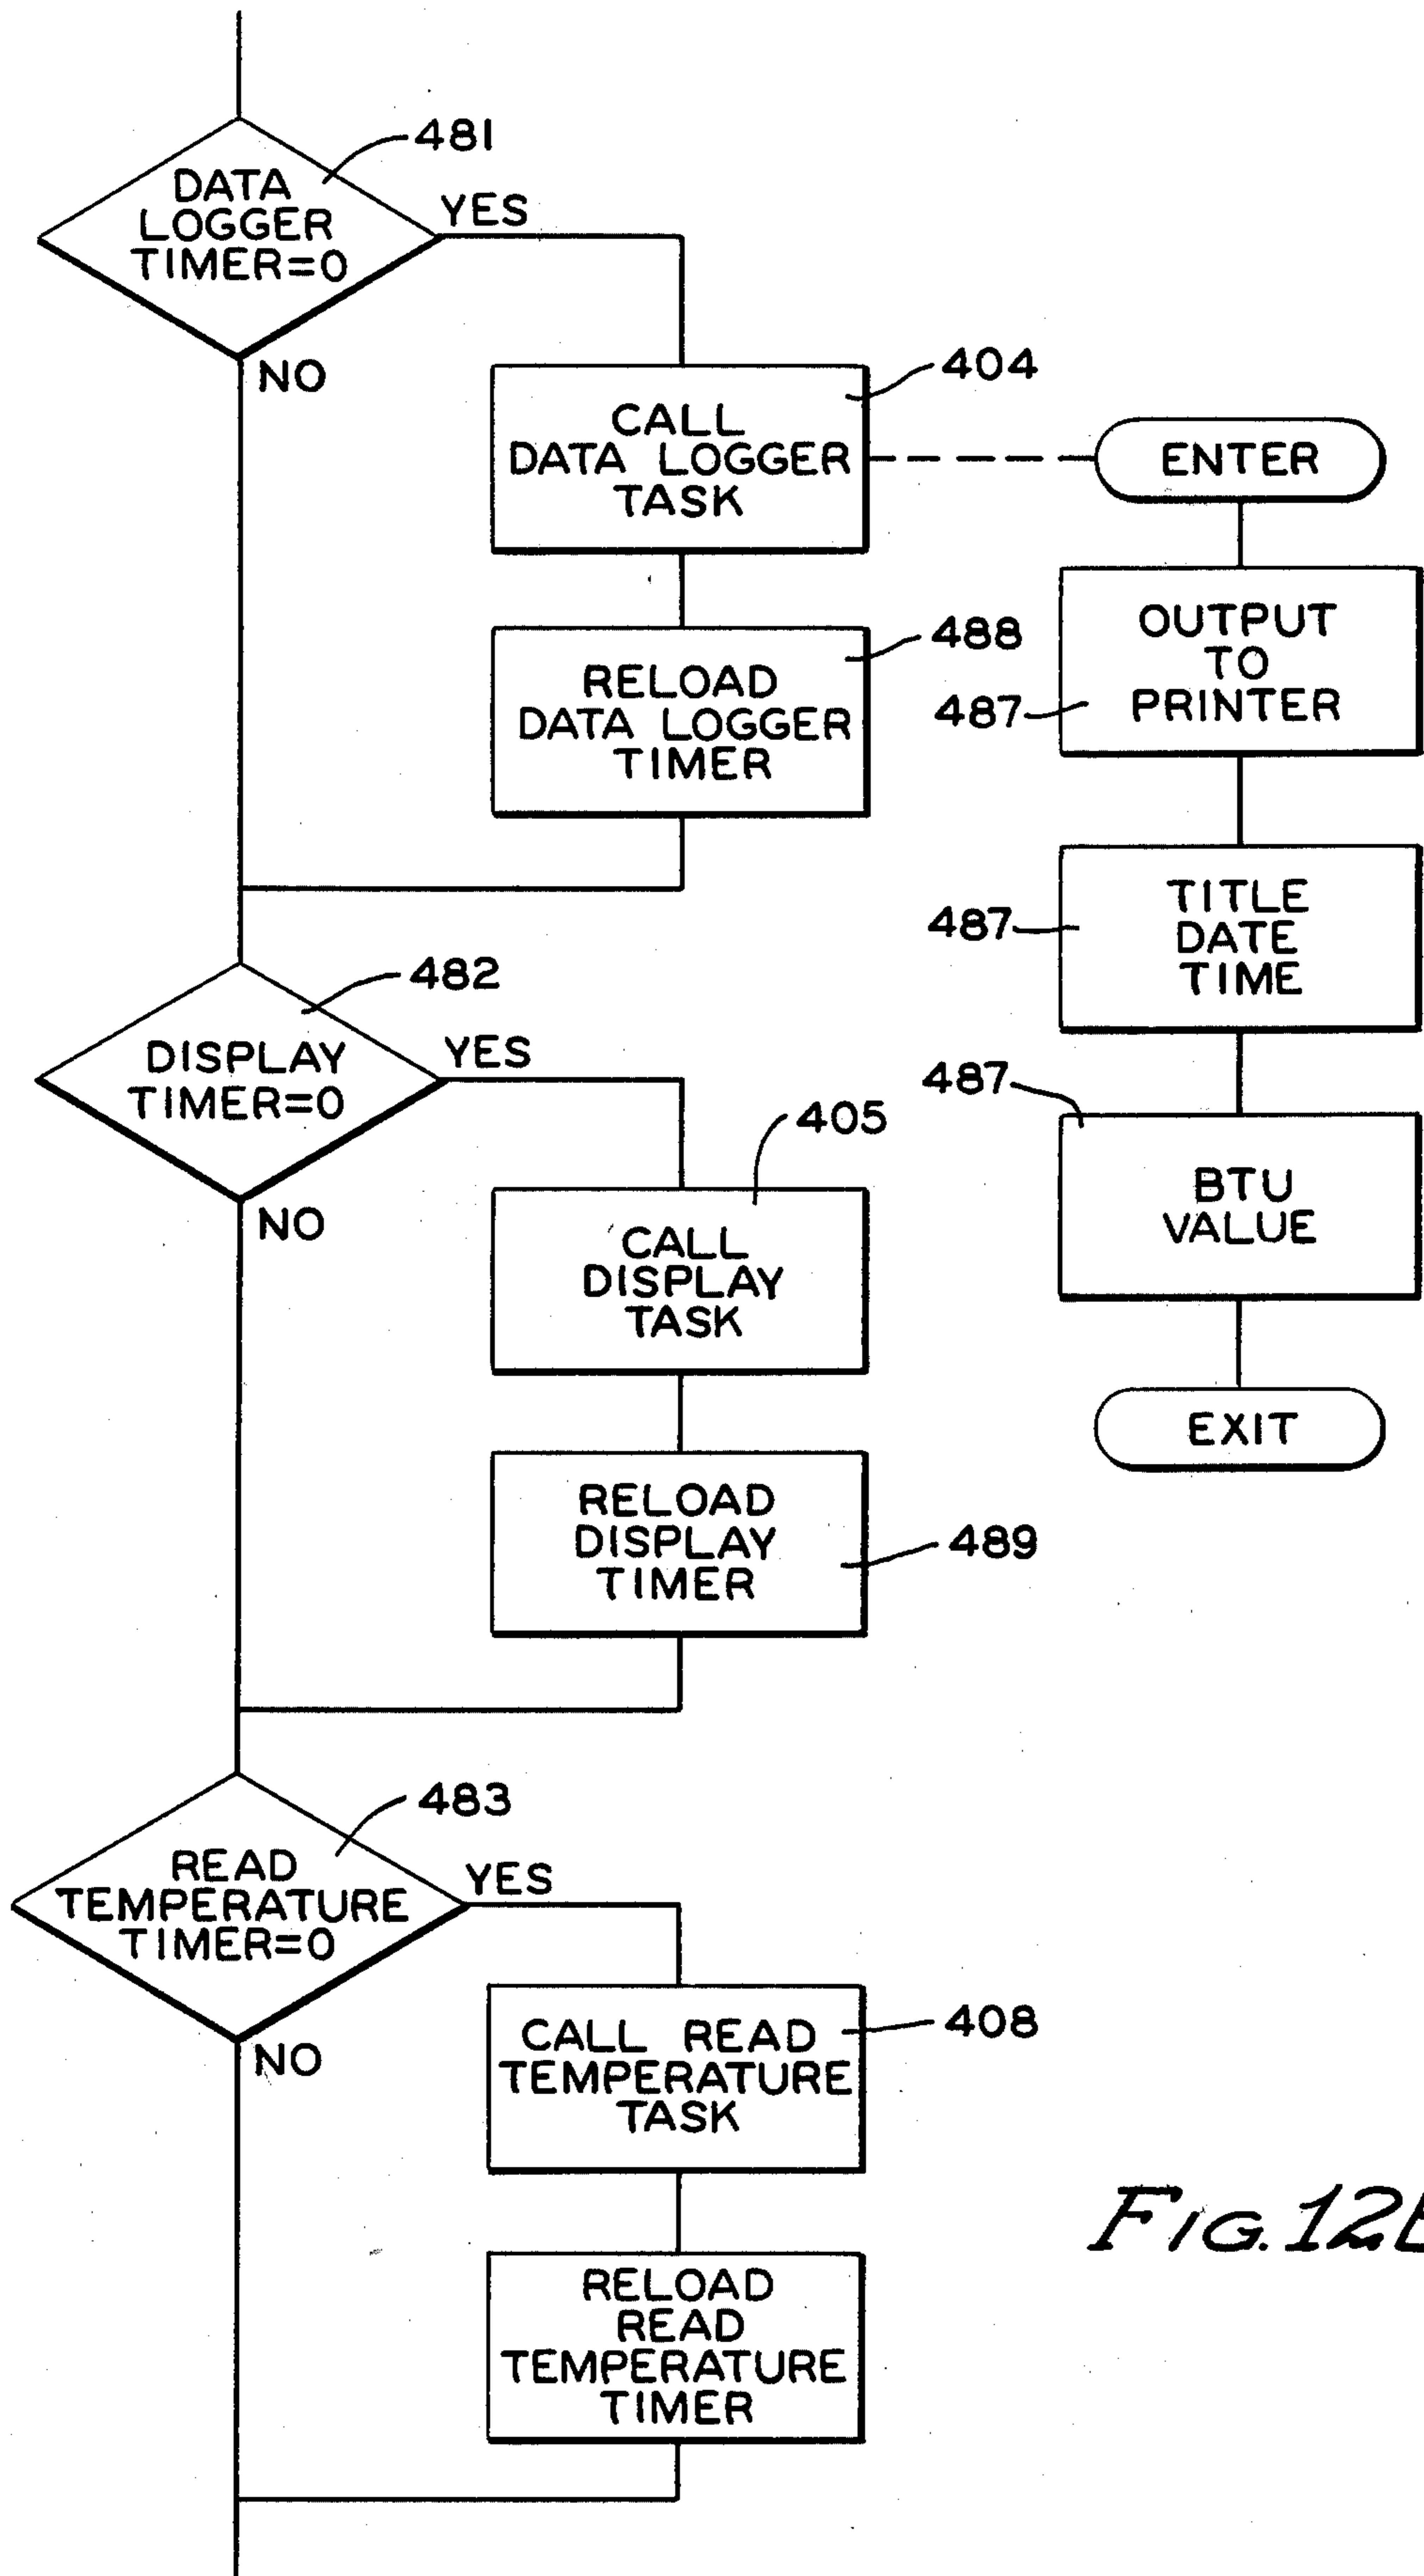 481
DATA
LOGGER
TIMER=0
YES
NO
404
CALL
DATA LOGGER
TASK
ENTER
488
RELOAD
DATA LOGGER
TIMER
OUTPUT
TO
PRINTER
487
TITLE
DATE
TIME
487
482
DISPLAY
TIMER=0
YES
NO
405
CALL
DISPLAY
TASK
487
BTU
VALUE
EXIT
RELOAD
DISPLAY
TIMER
489
483
READ
TEMPERATURE
TIMER=0
YES
NO
CALL READ
TEMPERATURE
TASK
408
RELOAD
READ
TEMPERATURE
TIMER